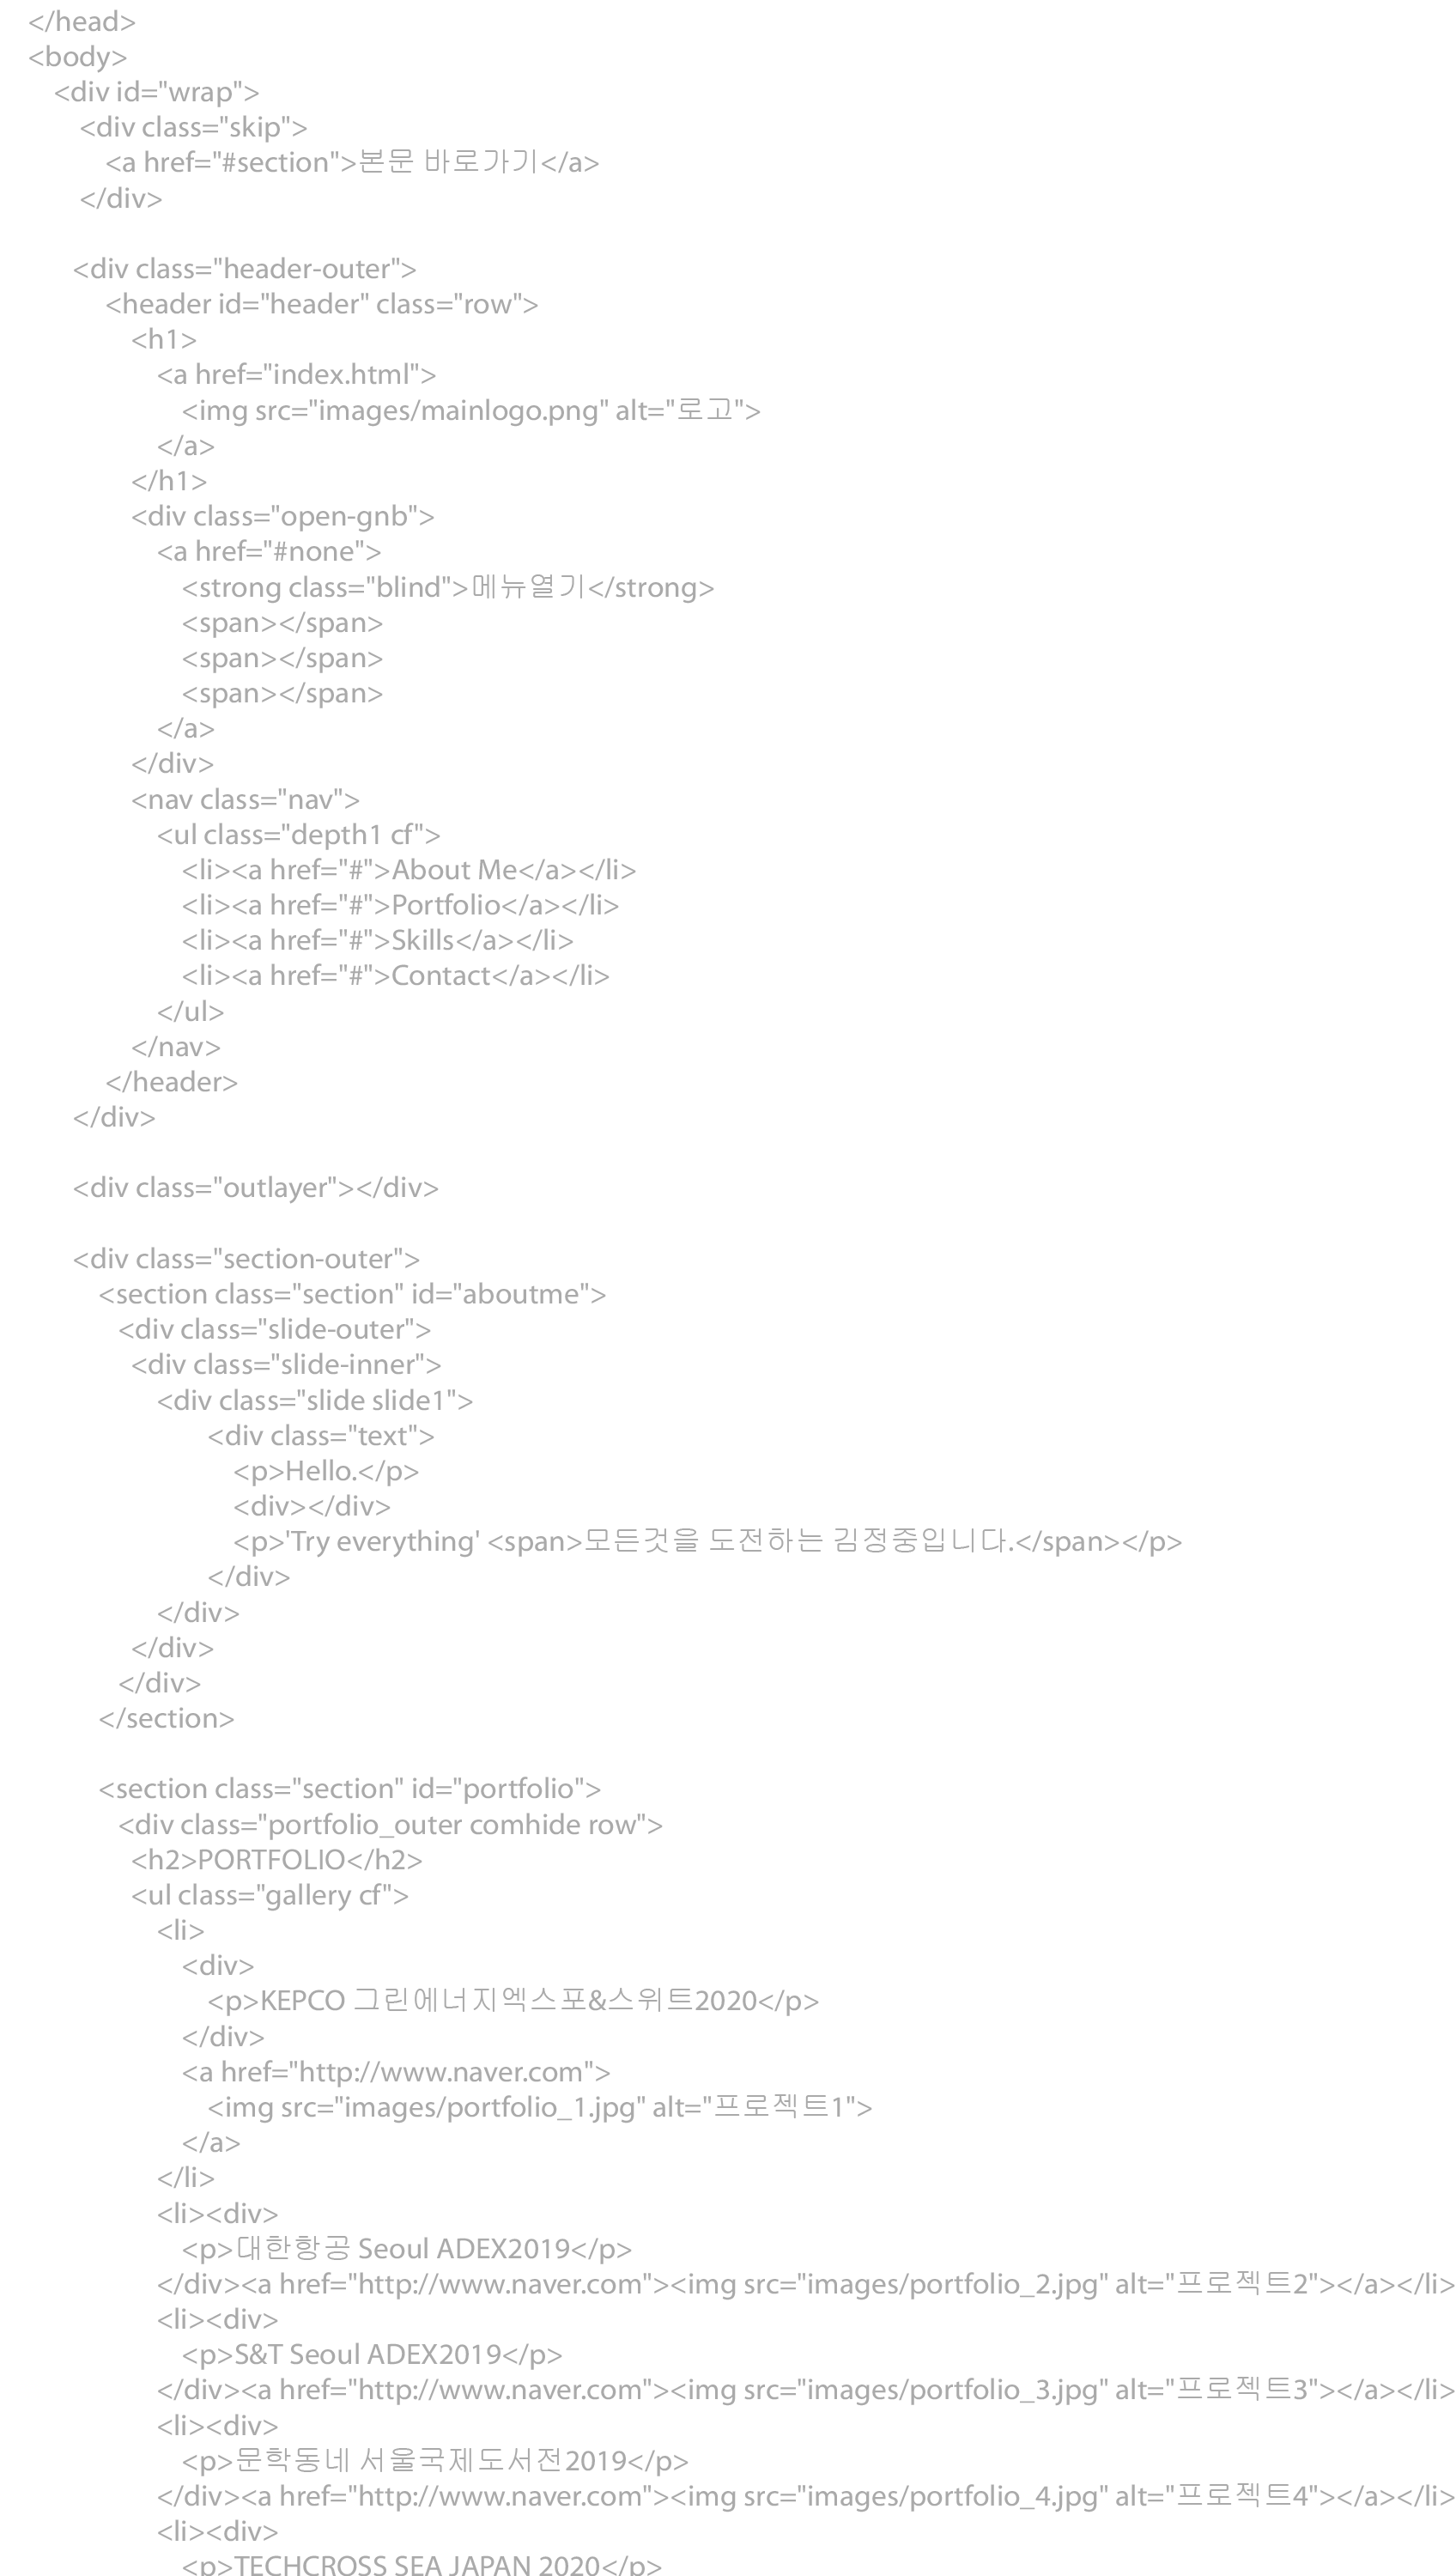 </head>
<body>
<div id="wrap">
<div class="skip">
<a href="#section">본문 바로가기</a>
</div>
<div class="header-outer">
<header id="header" class="row">
<h1>
<a href="index.html">
<img src="images/mainlogo.png" alt="로고">
</a>
</h1>
<div class="open-gnb">
<a href="#none">
<strong class="blind">메뉴열기</strong>
<span></span>
<span></span>
<span></span>
</a>
</div>
<nav class="nav">
<ul class="depth1 cf">
<li><a href="#">About Me</a></li>
<li><a href="#">Portfolio</a></li>
<li><a href="#">Skills</a></li>
<li><a href="#">Contact</a></li>
</ul>
</nav>
</header>
</div>
<div class="outlayer"></div>
<div class="section-outer">
<section class="section" id="aboutme">
<div class="slide-outer">
<div class="slide-inner">
<div class="slide slide1">
<div class="text">
<p>Hello.</p>
<div></div>
<p>'Try everything' <span>모든것을 도전하는 김정중입니다.</span></p>
</div>
</div>
</div>
</div>
</section>
<section class="section" id="portfolio">
<div class="portfolio_outer comhide row">
<h2>PORTFOLIO</h2>
<ul class="gallery cf">
<li>
<div>
<p>KEPCO 그린에너지엑스포&스위트2020</p>
</div>
<a href="http://www.naver.com">
<img src="images/portfolio_1.jpg" alt="프로젝트1">
</a>
</li>
<li><div>
<p>대한항공 Seoul ADEX2019</p>
</div><a href="http://www.naver.com"><img src="images/portfolio_2.jpg" alt="프로젝트2"></a></li>
<li><div>
<p>S&T Seoul ADEX2019</p>
</div><a href="http://www.naver.com"><img src="images/portfolio_3.jpg" alt="프로젝트3"></a></li>
<li><div>
<p>문학동네 서울국제도서전2019</p>
</div><a href="http://www.naver.com"><img src="images/portfolio_4.jpg" alt="프로젝트4"></a></li>
<li><div>
<p>TECHCROSS SEA JAPAN 2020</p>